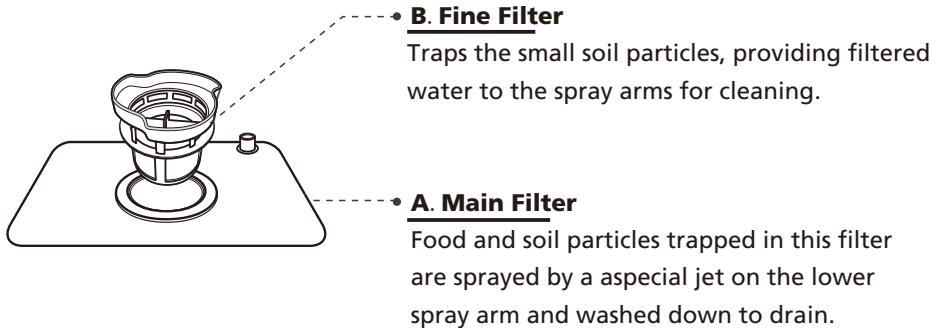 B. Fine Filter
Traps the small soil particles, providing filtered
water to the spray arms for cleaning.
A. Main Filter
Food and soil particles trapped in this filter
are sprayed by a aspecial jet on the lower
spray arm and washed down to drain.